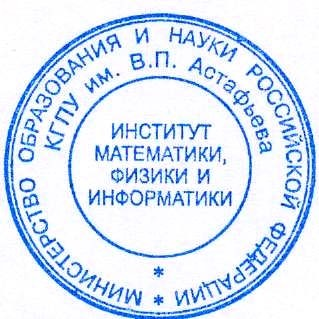 МИНИСТЕРСТВО ОБРАЗОВАНИЯ И НАУКИ РОССИЙСКОЙ ФЕДЕРАЦИИ *
КГПУ им. В.П. Астафьева
ИНСТИТУТ
МАТЕМАТИКИ,
ФИЗИКИ И
ИНФОРМАТИКИ
*